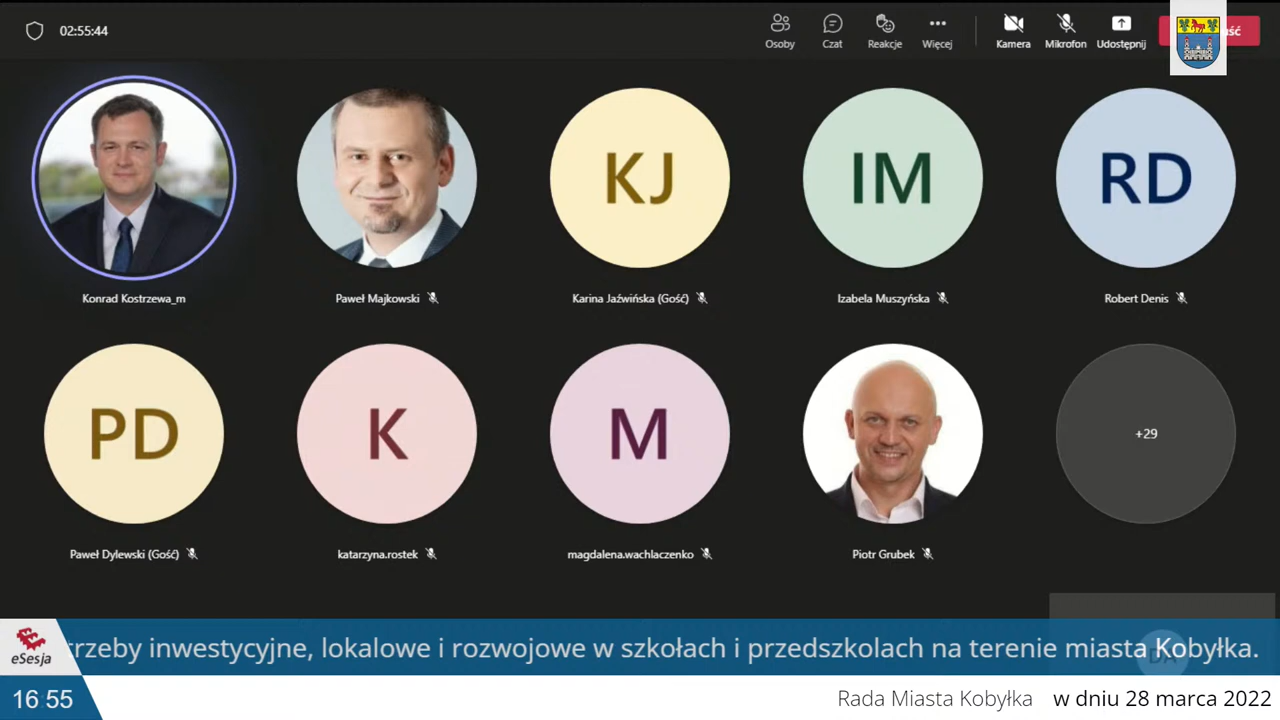 02:55:44
Osoby
Czat
Reakcje
Więcej
Kamera
Mikrofon
Udostępnij
KJ
IM
RD
Konrad Kostrzewa_m
Paweł Majkowski
Karina Jaźwińska (Gość)
Izabela Muszyńska
Robert Denis
PD
K
M
+29
Paweł Dylewski (Gość)
katarzyna.rostek
magdalena.wachlaczenko
Piotr Grubek
eSesja
trzeby inwestycyjne, lokalowe i rozwojowe w szkołach i przedszkolach na terenie miasta Kobyłka.
16:55
Rada Miasta Kobyłka w dniu 28 marca 2022